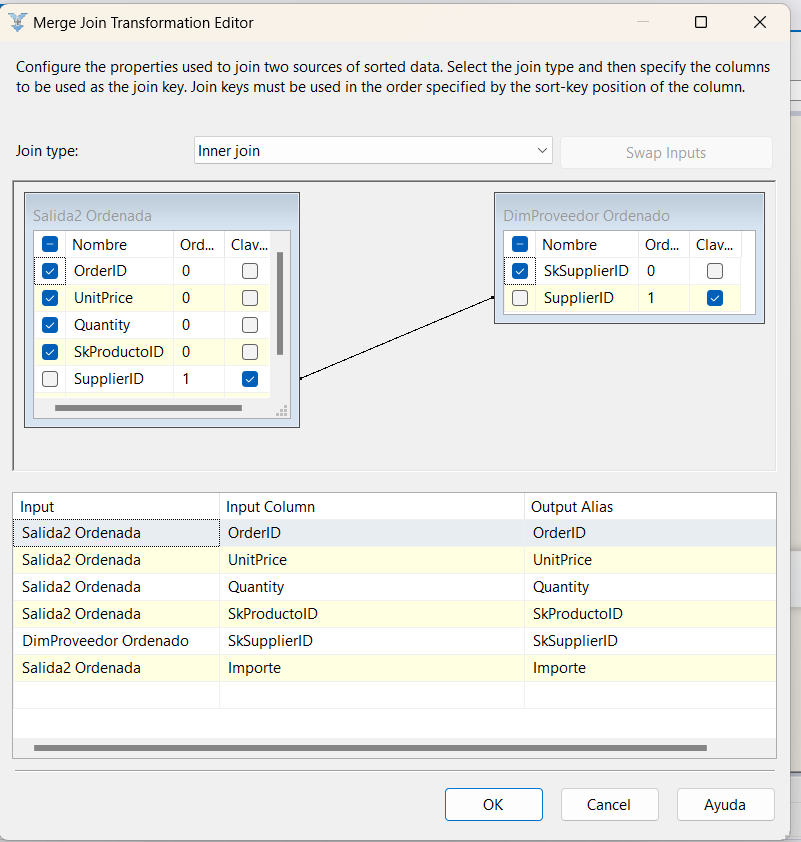 Merge Join Transformation Editor
Configure the properties used to join two sources of sorted data. Select the join type and then specify the columns
to be used as the join key. Join keys must be used in the order specified by the sort-key position of the column.
Join type: Inner join Swap Inputs
Salida2 Ordenada
Nombre Ord... Clav...
OrderID 0
UnitPrice 0
Quantity 0
SkProductoID 0
SupplierID 1
DimProveedor Ordenado
Nombre Ord... Clav...
SkSupplierID 0
SupplierID 1
Input Input Column Output Alias
Salida2 Ordenada OrderID OrderID
Salida2 Ordenada UnitPrice UnitPrice
Salida2 Ordenada Quantity Quantity
Salida2 Ordenada SkProductoID SkProductoID
DimProveedor Ordenado SkSupplierID SkSupplierID
Salida2 Ordenada Importe Importe
OK Cancel Ayuda